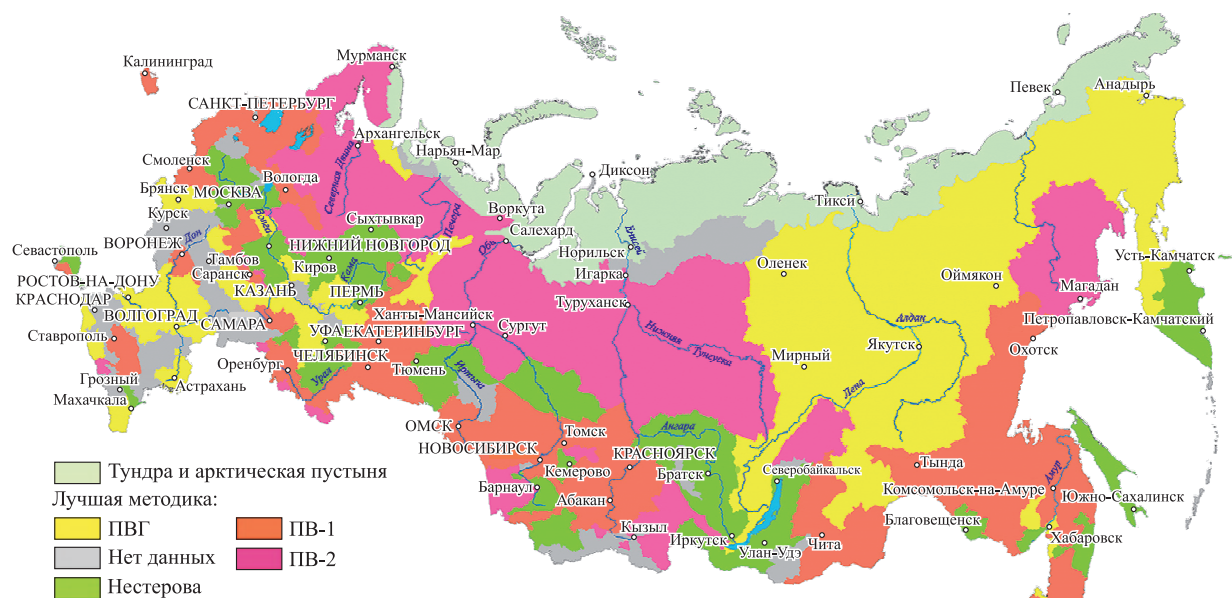 Мурманск
Калининград
Певек
Анадырь
САНКТ-ПЕТЕРБУРГ
Архангельск
Нарьян-Мар
Смоленск
Диксон
Вологда
Северная Двина
Брянск
МОСКВА
Тикси
Воркута
Курск
Сыхтывкар
Печора
Салехард
Волга
Енисей
Севастополь
ВОРОНЕЖ
Дон
НИЖНИЙ НОВГОРОД
Обь
Норильск
Усть-Камчатск
Тамбов
Киров
Кама
Оленек
Оймякон
РОСТОВ-НА-ДОНУ
Саранск
Игарка
КРАСНОДАР
КАЗАНЬ
ПЕРМЬ
Магадан
Туруханск
Ханты-Мансийск
ВОЛГОГРАД
САМАРА
Алдан
Петропавловск-Камчатский
Сургут
Нижняя Тунгуска
Ставрополь
УФА
ЕКАТЕРИНБУРГ
Якутск
Охотск
ЧЕЛЯБИНСК
Мирный
Оренбург
Грозный
Урал
Тюмень
Иртыш
Астрахань
Лена
Махачкала
ОМСК
Томск
Ангара
НОВОСИБИРСК
КРАСНОЯРСК
Тында
Кемерово
Братск
Северобайкальск
Амур
Барнаул
Комсомольск-на-Амуре
Южно-Сахалинск
Абакан
Благовещенск
Кызыл
Иркутск
Чита
Хабаровск
Улан-Удэ
Тундра и арктическая пустыня
Лучшая методика:
ПВГ
ПВ-1
Нет данных
ПВ-2
Нестерова